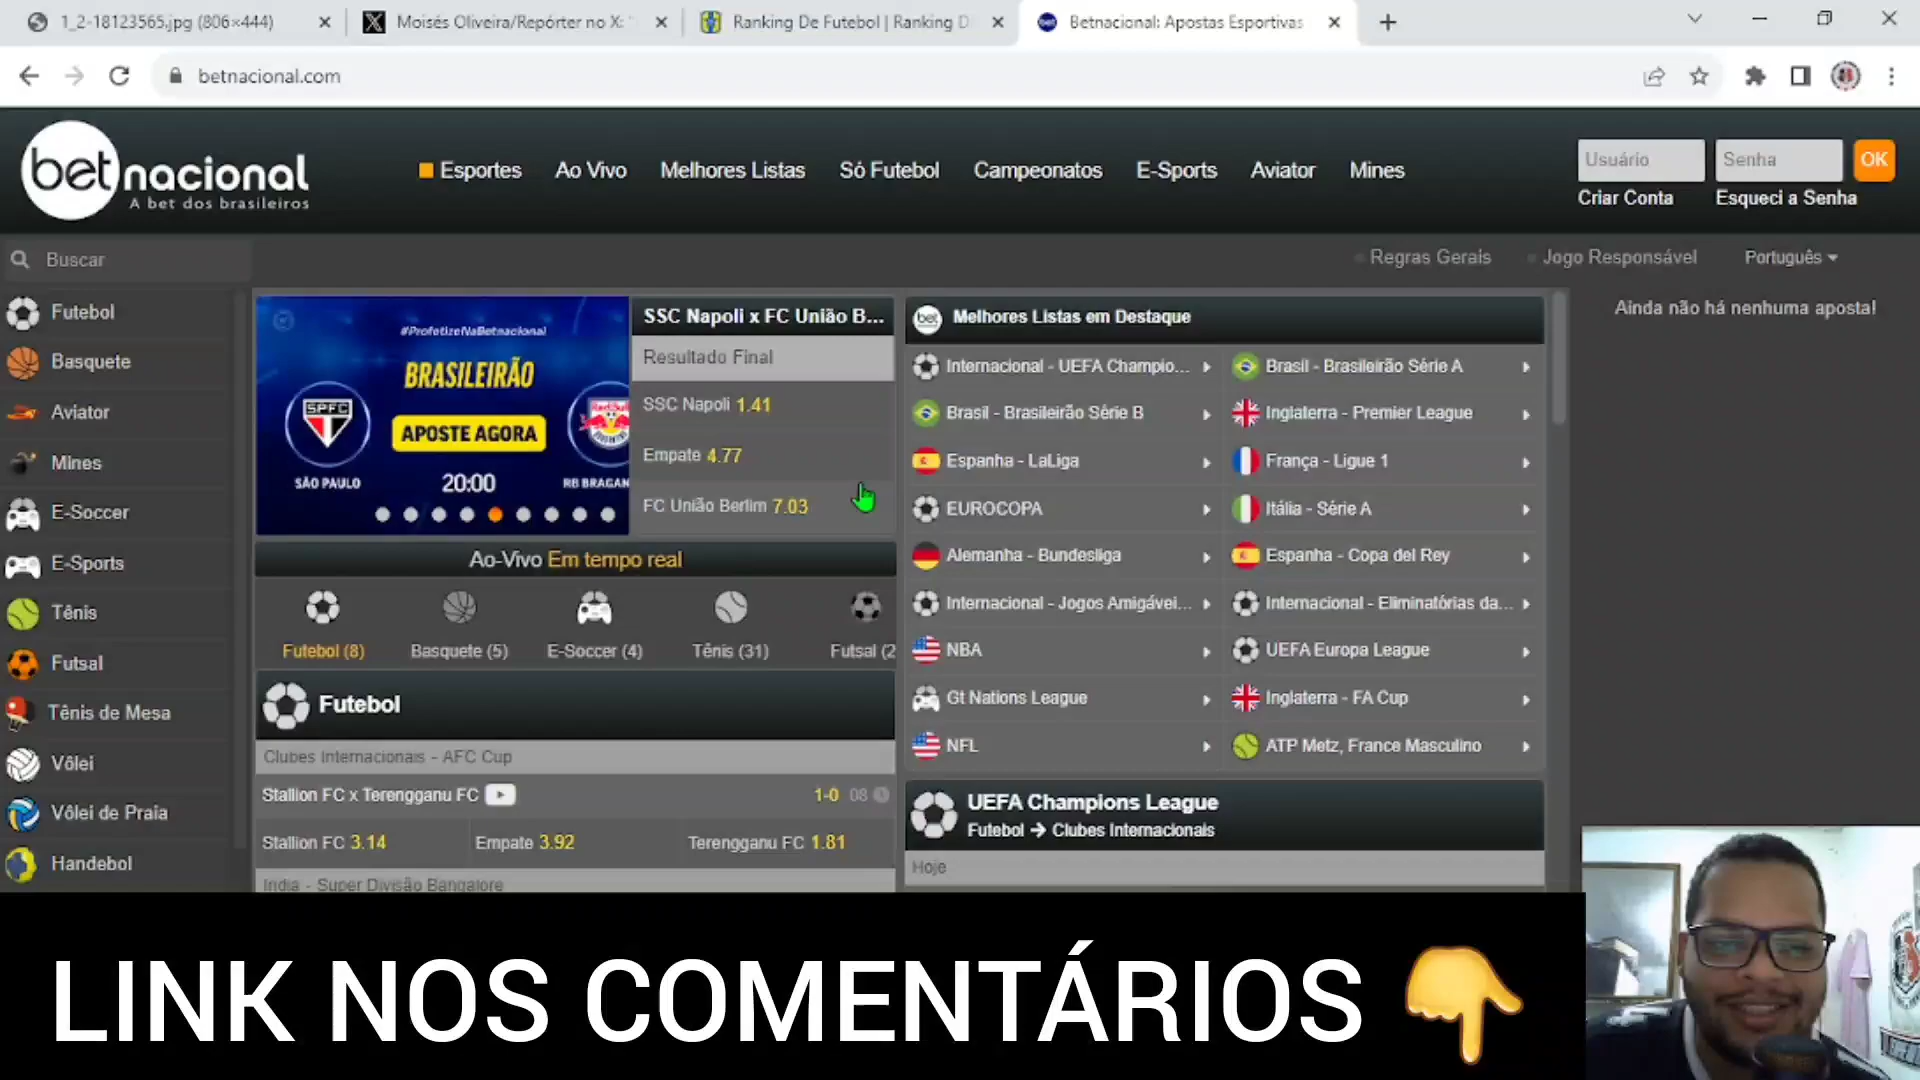 1_2-18123565.jpg (806×444)
Moisés Oliveira/Repórter no X:
Ranking De Futebol | Ranking D
Betnacional: Apostas Esportivas
betnacional.com
betnacional
A bet dos brasileiros
Esportes
Ao Vivo
Melhores Listas
Só Futebol
Campeonatos
E-Sports
Aviator
Mines
Usuário
Senha
OK
Criar Conta
Esqueci a Senha
Buscar
Regras Gerais
Jogo Responsável
Português
Futebol
Basquete
Aviator
Mines
E-Soccer
E-Sports
Tênis
Futsal
Tênis de Mesa
Vôlei
Vôlei de Praia
Handebol
#ProfetizeNaBetnacional
BRASILEIRÃO
SPFC
APOSTE AGORA
SÃO PAULO
20:00
RB BRAGAN
SSC Napoli x FC União B...
Resultado Final
SSC Napoli 1.41
Empate 4.77
FC União Berlim 7.03
Ao-Vivo Em tempo real
Futebol (8)
Basquete (5)
E-Soccer (4)
Tênis (31)
Futsal (2
Futebol
Clubes Internacionais - AFC Cup
Stallion FC x Terengganu FC
1-0 08
Stallion FC 3.14
Empate 3.92
Terengganu FC 1.81
India - Super Divisão Bangalore
bet
Melhores Listas em Destaque
Internacional - UEFA Champio...
Brasil - Brasileirão Série A
Brasil - Brasileirão Série B
Inglaterra - Premier League
Espanha - LaLiga
França - Ligue 1
EUROCOPA
Itália - Série A
Alemanha - Bundesliga
Espanha - Copa del Rey
Internacional - Jogos Amigávei...
Internacional - Eliminatórias da...
NBA
UEFA Europa League
Gt Nations League
Inglaterra - FA Cup
NFL
ATP Metz, France Masculino
UEFA Champions League
Futebol → Clubes Internacionais
Hoje
Ainda não há nenhuma aposta!
LINK NOS COMENTÁRIOS